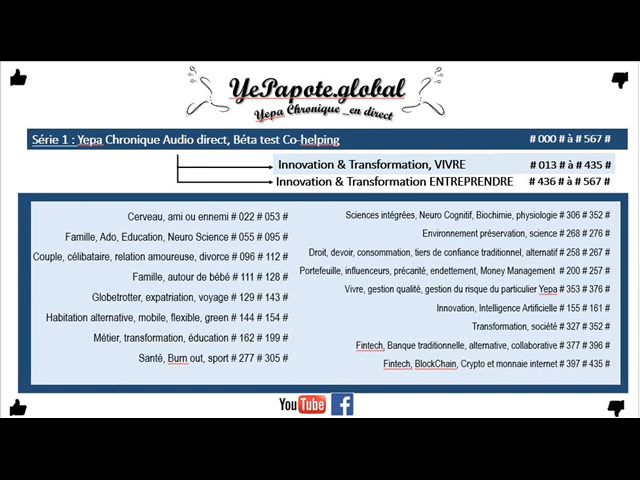 YePapote.global
Yepa Chronique _en direct
Série 1 : Yepa Chronique Audio direct, Béta test Co-helping # 000 # à # 567 #
Innovation & Transformation, VIVRE # 013 # à # 435 #
Innovation & Transformation ENTREPRENDRE # 436 # à # 567 #
Cerveau, ami ou ennemi # 022 # 053 #
Famille, Ado, Education, Neuro Science # 055 # 095 #
Couple, célibataire, relation amoureuse, divorce # 096 # 112 #
Famille, autour de bébé # 111 # 128 #
Globetrotter, expatriation, voyage # 129 # 143 #
Habitation alternative, mobile, flexible, green # 144 # 154 #
Métier, transformation, éducation # 162 # 199 #
Santé, Burn out, sport # 277 # 305 #
Sciences intégrées, Neuro Cognitif, Biochimie, physiologie # 306 # 352 #
Environnement préservation, science # 268 # 276 #
Droit, devoir, consommation, tiers de confiance traditionnel, alternatif # 258 # 267 #
Portefeuille, influenceurs, précarité, endettement, Money Management # 200 # 257 #
Vivre, gestion qualité, gestion du risque du particulier Yepa # 353 # 376 #
Innovation, Intelligence Artificielle # 155 # 161 #
Transformation, société # 327 # 352 #
Fintech, Banque traditionnelle, alternative, collaborative # 377 # 396 #
Fintech, BlockChain, Crypto et monnaie internet # 397 # 435 #
YouTube f